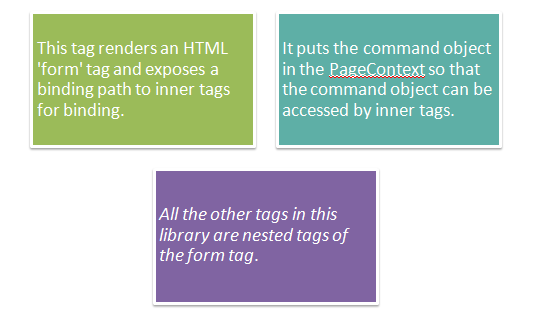 This tag renders an HTML
'form' tag and exposes a
binding path to inner tags
for binding.
It puts the command object
in the PageContext so that
the command object can be
accessed by inner tags.
All the other tags in this
library are nested tags of
the form tag.